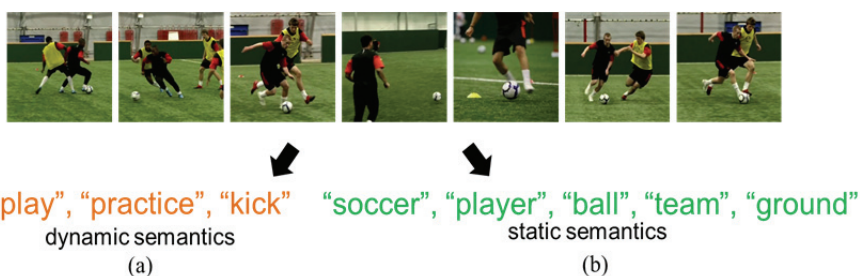 play”, “practice”, “kick” “soccer”, “player”, “ball”, “team”, “ground”
dynamic semantics static semantics
(a) (b)